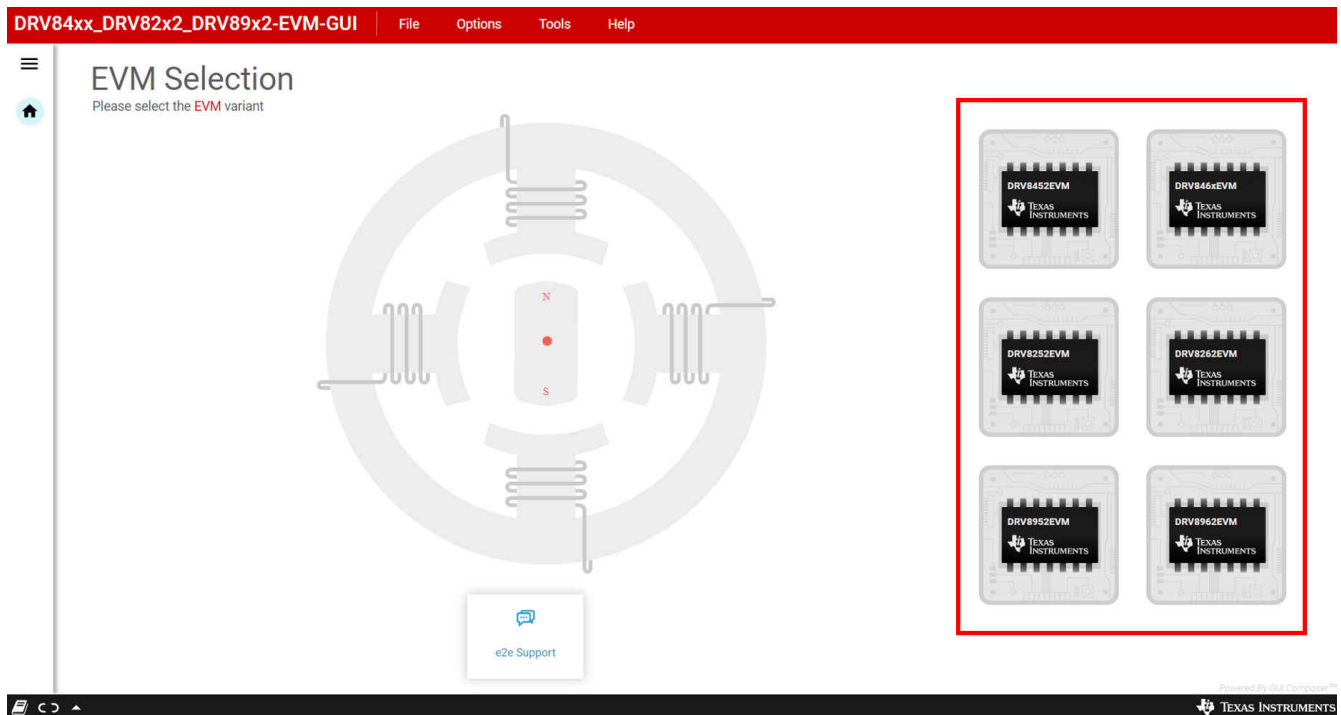 DRV84xx_DRV82x2_DRV89x2-EVM-GUI File Options Tools Help
EVM Selection
Please select the EVM variant
N
S
e2e Support
DRV8452EVM
TEXAS
INSTRUMENTS
DRV846xEVM
TEXAS
INSTRUMENTS
DRV8252EVM
TEXAS
INSTRUMENTS
DRV8262EVM
TEXAS
INSTRUMENTS
DRV8952EVM
TEXAS
INSTRUMENTS
DRV8962EVM
TEXAS
INSTRUMENTS
Powered By GUI Composer™
TEXAS INSTRUMENTS